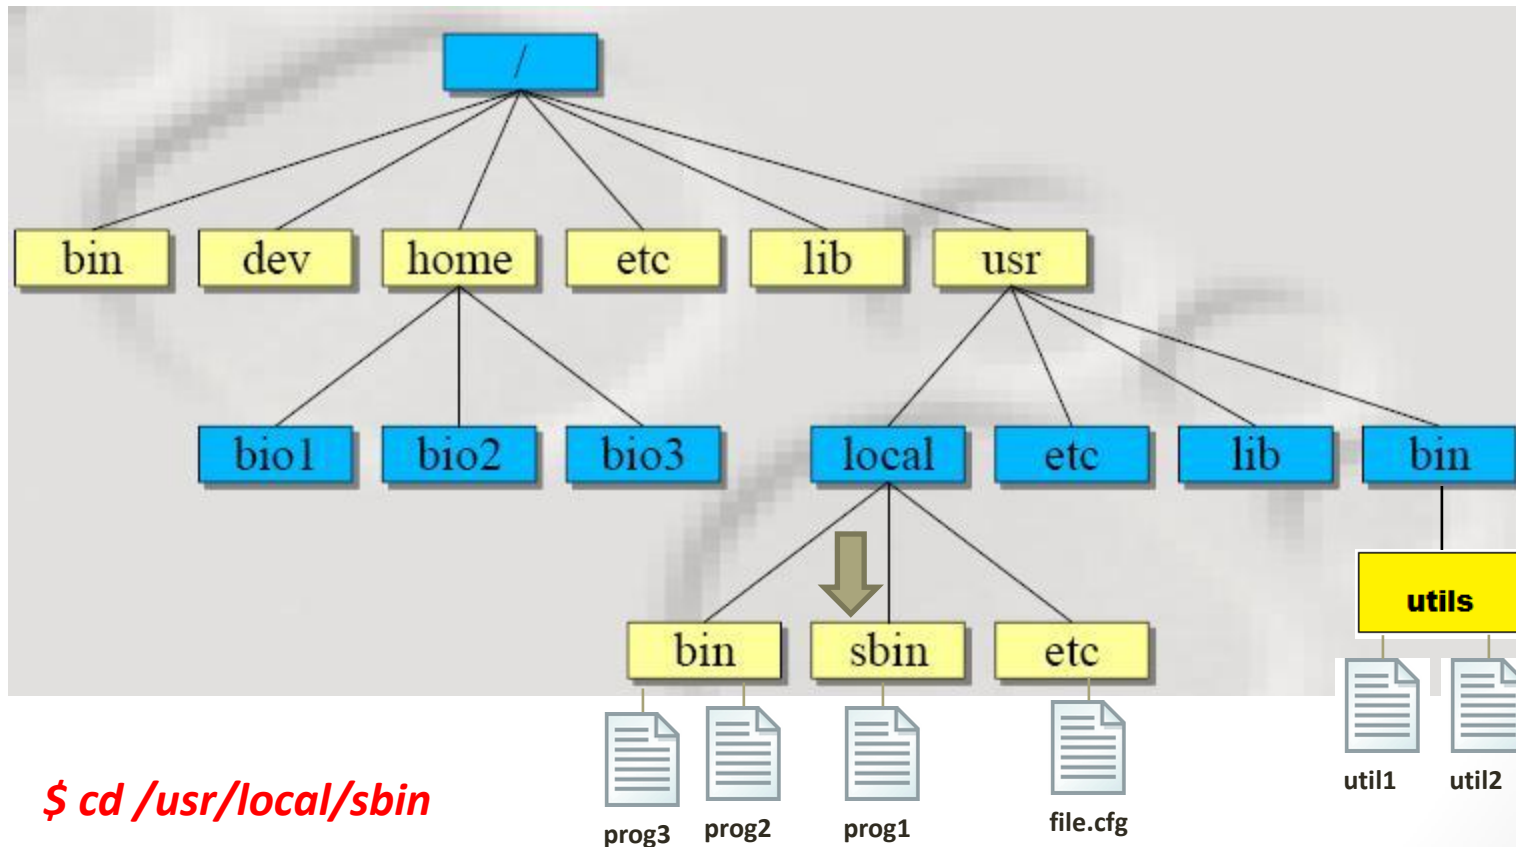 /
bin dev home etc lib usr
bio1 bio2 bio3 local etc lib bin
utils
bin sbin etc
util1 util2
$ cd /usr/local/sbin
prog3 prog2 prog1 file.cfg